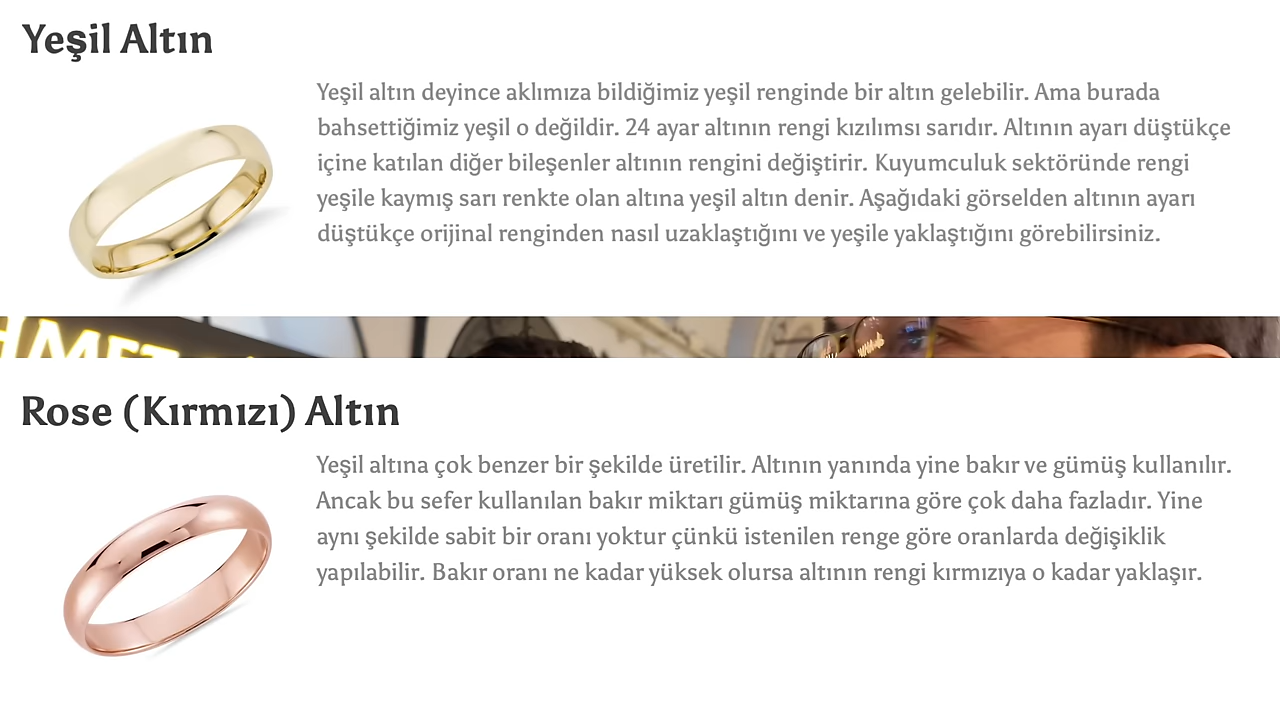 Yeşil Altın
Yeşil altın deyince aklımıza bildiğimiz yeşil renginde bir altın gelebilir. Ama burada
bahsettiğimiz yeşil o değildir. 24 ayar altının rengi kızılımsı sarıdır. Altının ayarı düştükçe
içine katılan diğer bileşenler altının rengini değiştirir. Kuyumculuk sektöründe rengi
yeşile kaymış sarı renkte olan altına yeşil altın denir. Aşağıdaki görselden altının ayarı
düştükçe orijinal renginden nasıl uzaklaştığını ve yeşile yaklaştığını görebilirsiniz.
Rose (Kırmızı) Altın
Yeşil altına çok benzer bir şekilde üretilir. Altının yanında yine bakır ve gümüş kullanılır.
Ancak bu sefer kullanılan bakır miktarı gümüş miktarına göre çok daha fazladır. Yine
aynı şekilde sabit bir oranı yoktur çünkü istenilen renge göre oranlarda değişiklik
yapılabilir. Bakır oranı ne kadar yüksek olursa altının rengi kırmızıya o kadar yaklaşır.